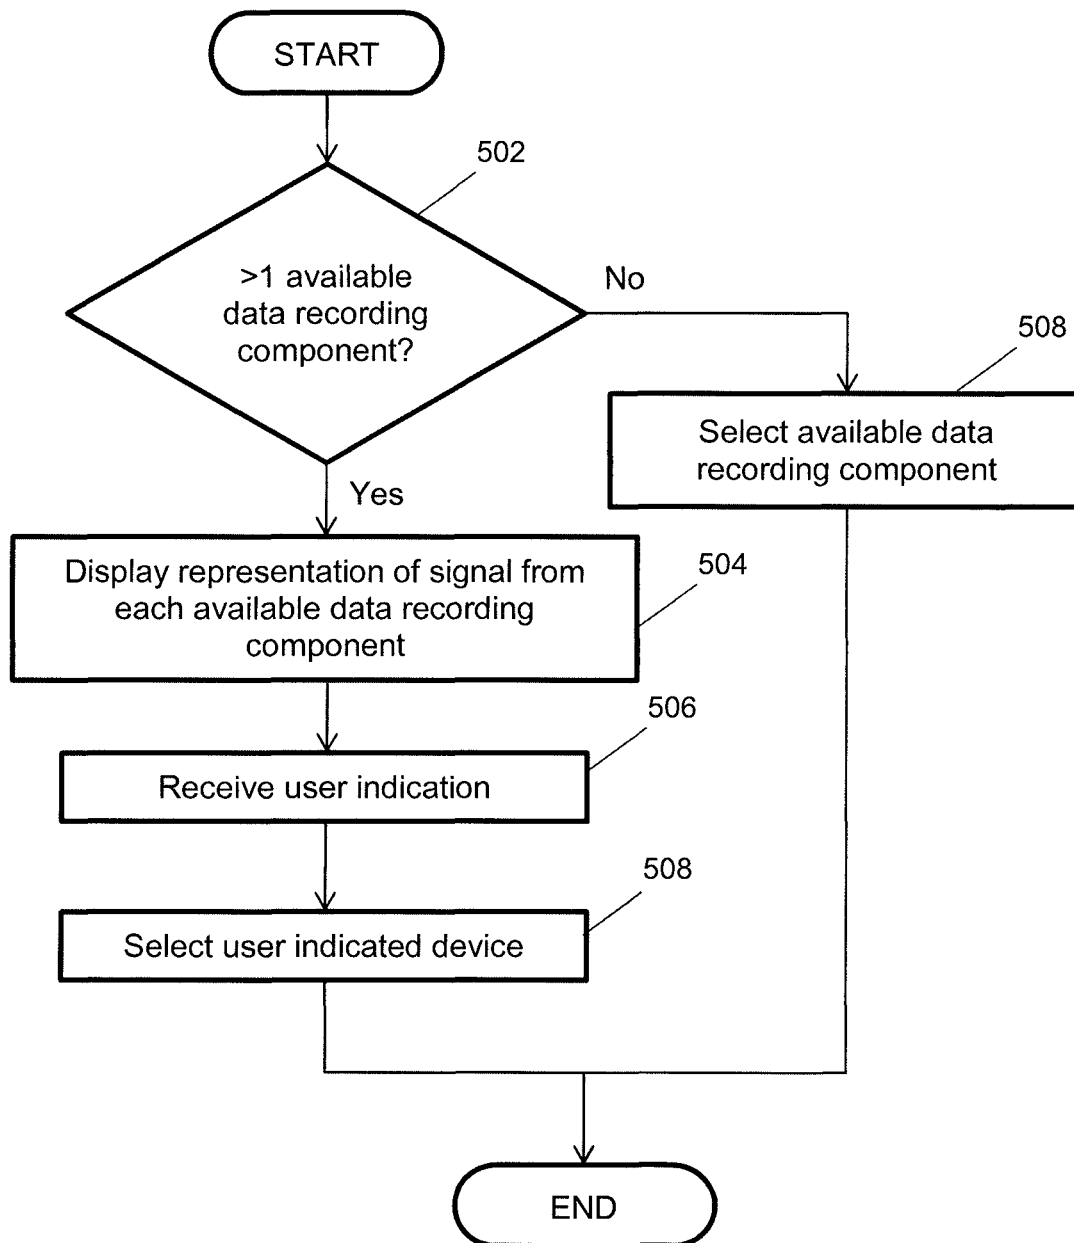 START
502
>1 available
data recording
component?
No
508
Select available data
recording component
Yes
Display representation of signal from
each available data recording
component
504
506
Receive user indication
508
Select user indicated device
END